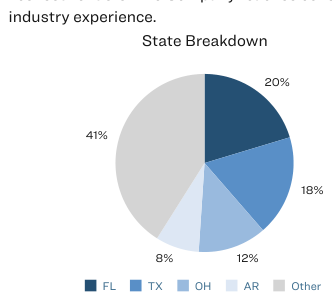 industry experience.
State Breakdown
20%
41%
18%
8%
12%
FL TX OH AR Other